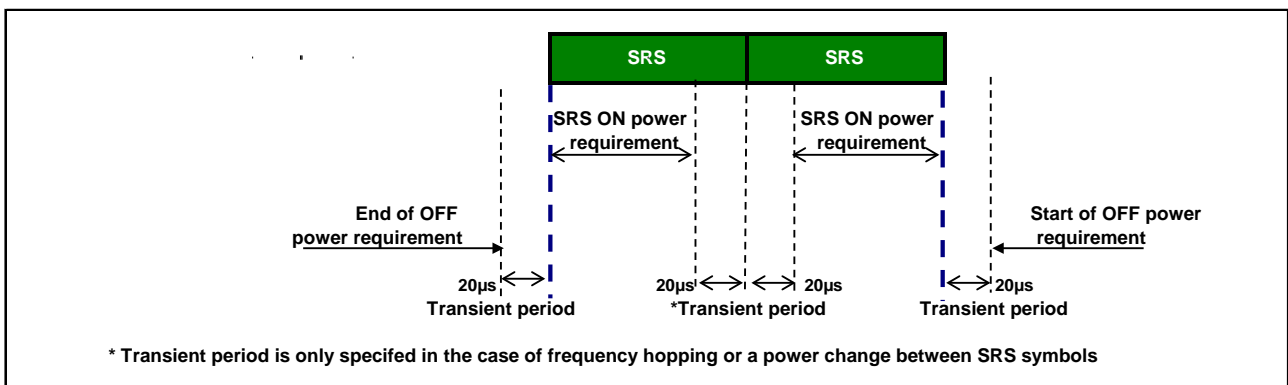 SRS SRS
SRS ON power
requirement
SRS ON power
requirement
End of OFF
power requirement
Start of OFF power
requirement
20µs 20µs 20µs 20µs
Transient period *Transient period Transient period
* Transient period is only specifed in the case of frequency hopping or a power change between SRS symbols